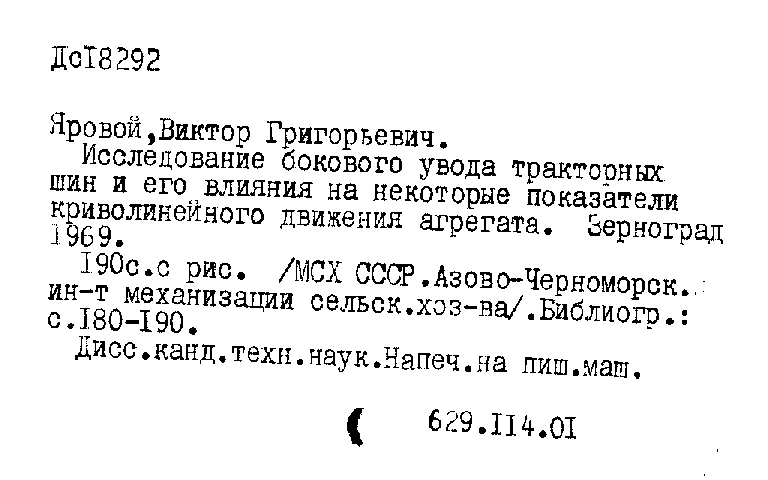 Дс18292
Яровой,Виктор Григорьевич.
Исследование бокового увода тракторных
шин и его влияния на некоторые показатели
криволинейного движения агрегата. Зерноград
1969.
190с.с рис. /МСХ СССР.Азово-Черноморск.
ин-т механизации сельск.хоз-ва/.Библиогр.:
с.180-190.
Дисс.канд.техн.наук.Напеч.на пиш.маш.
629.114.01